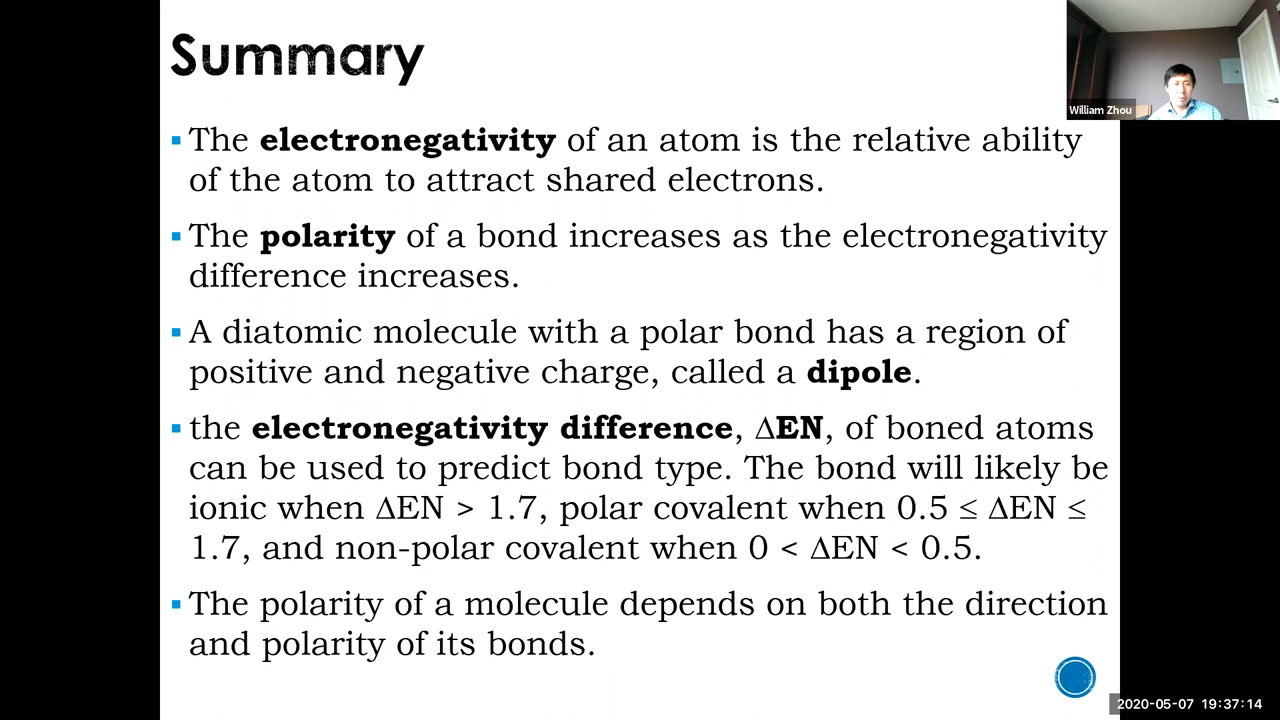 Summary
William Zhou
▪ The electronegativity of an atom is the relative ability
of the atom to attract shared electrons.
▪ The polarity of a bond increases as the electronegativity
difference increases.
▪ A diatomic molecule with a polar bond has a region of
positive and negative charge, called a dipole.
▪ the electronegativity difference, ΔEN, of boned atoms
can be used to predict bond type. The bond will likely be
ionic when ΔEN > 1.7, polar covalent when 0.5 ≤ ΔEN ≤
1.7, and non-polar covalent when 0 < ΔEN < 0.5.
▪ The polarity of a molecule depends on both the direction
and polarity of its bonds.
2020-05-07 19:37:14